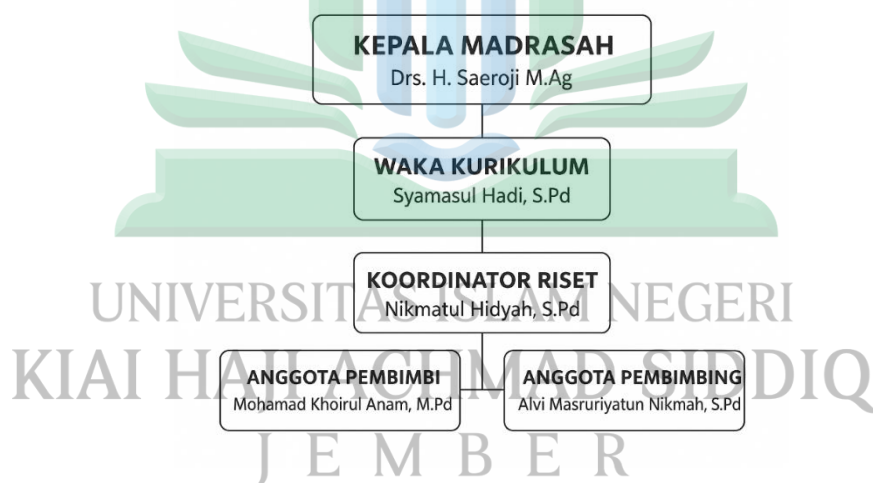 KEPALA MADRASAH
Drs. H. Saeroji M.Ag
WAKA KURIKULUM
Syamasul Hadi, S.Pd
KOORDINATOR RISET
Nikmatul Hidyah, S.Pd
UNIVERSITAS ISLAM NEGERI
KIAI HAJI ACHMAD SIDDIQ
ANGGOTA PEMBIMBI
Mohamad Khoirul Anam, M.Pd
ANGGOTA PEMBIMBING
Alvi Masruriyatun Nikmah, S.Pd
JEMBER